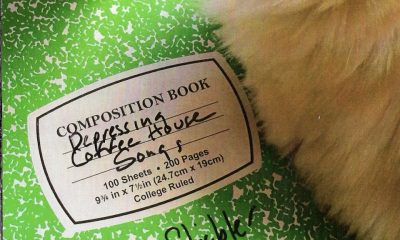 COMPOSITION BOOK
Depressing
Coffee House
Songs
100 Sheets • 200 Pages
9¾ in x 7½ in (24.7cm x 19cm)
College Ruled